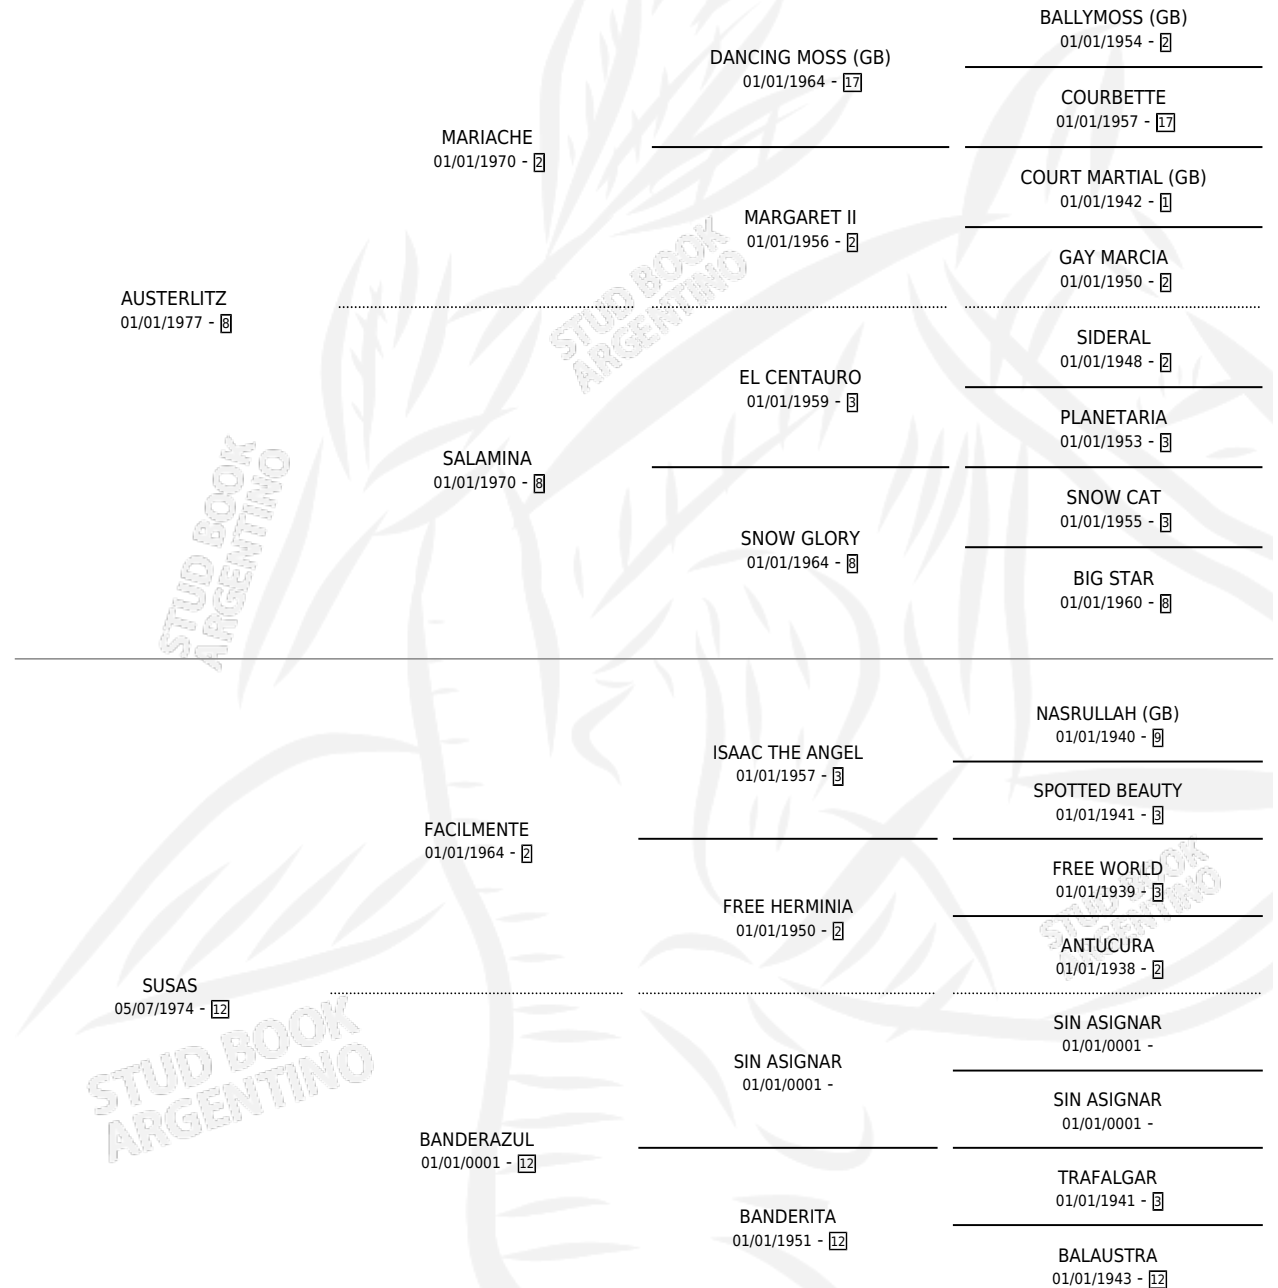 BALLYMOSS (GB)
01/01/1954 - 2
DANCING MOSS (GB)
01/01/1964 - 17
COURBETTE
01/01/1957 - 17
MARIACHE
01/01/1970 - 2
COURT MARTIAL (GB)
01/01/1942 - 1
MARGARET II
01/01/1956 - 2
GAY MARCIA
01/01/1950 - 2
AUSTERLITZ
01/01/1977 - 8
SIDERAL
01/01/1948 - 2
EL CENTAURO
01/01/1959 - 3
PLANETARIA
01/01/1953 - 3
SALAMINA
01/01/1970 - 8
SNOW CAT
01/01/1955 - 3
SNOW GLORY
01/01/1964 - 8
BIG STAR
01/01/1960 - 8
NASRULLAH (GB)
01/01/1940 - 9
ISAAC THE ANGEL
01/01/1957 - 3
SPOTTED BEAUTY
01/01/1941 - 3
FACILMENTE
01/01/1964 - 2
FREE WORLD
01/01/1939 - 3
FREE HERMINIA
01/01/1950 - 2
ANTUCURA
01/01/1938 - 2
SUSAS
05/07/1974 - 12
SIN ASIGNAR
01/01/0001 -
SIN ASIGNAR
01/01/0001 -
SIN ASIGNAR
01/01/0001 -
BANDERAZUL
01/01/0001 - 12
TRAFALGAR
01/01/1941 - 3
BANDERITA
01/01/1951 - 12
BALAUSTRA
01/01/1943 - 12
STUD BOOK
ARGENTINO
STUD BOOK
ARGENTINO
STUD BOOK
ARGENTINO
STUD BOOK
ARGENTINO